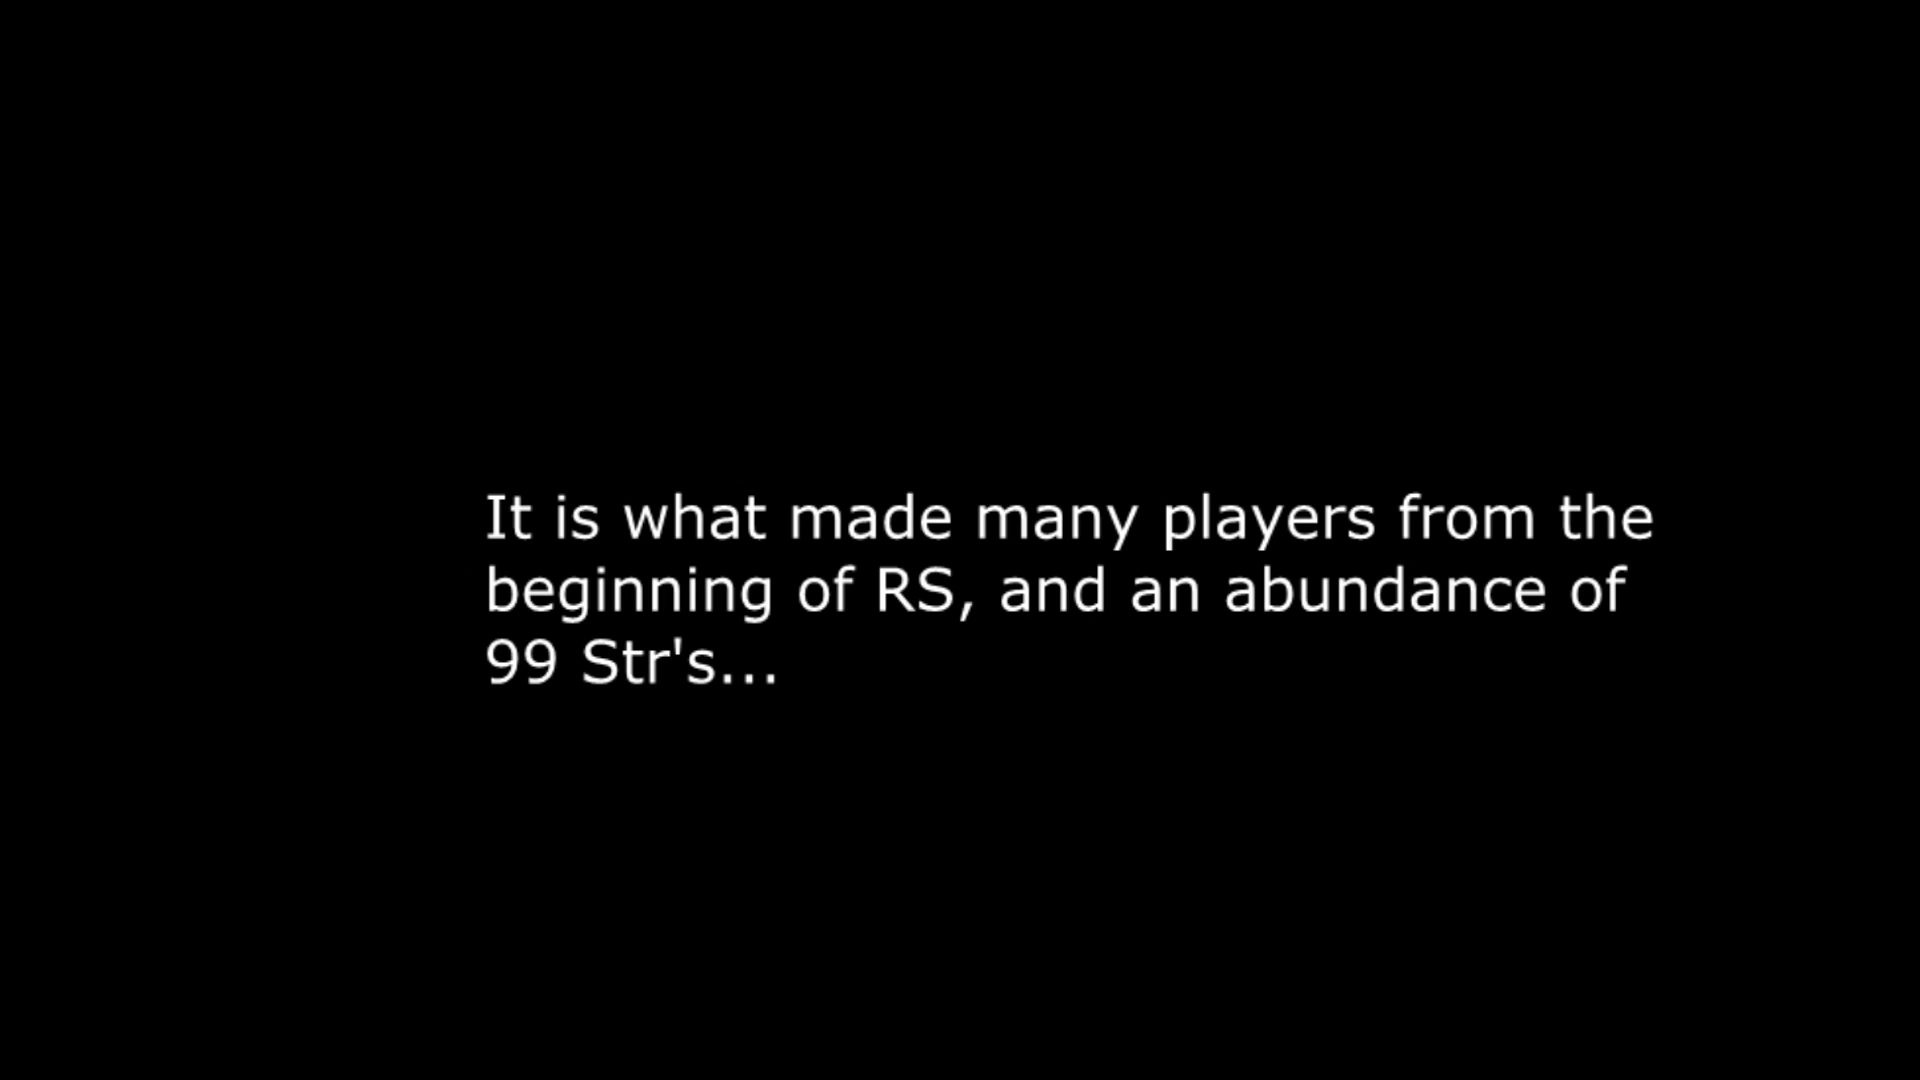 It is what made many players from the
beginning of RS, and an abundance of
99 Str's...